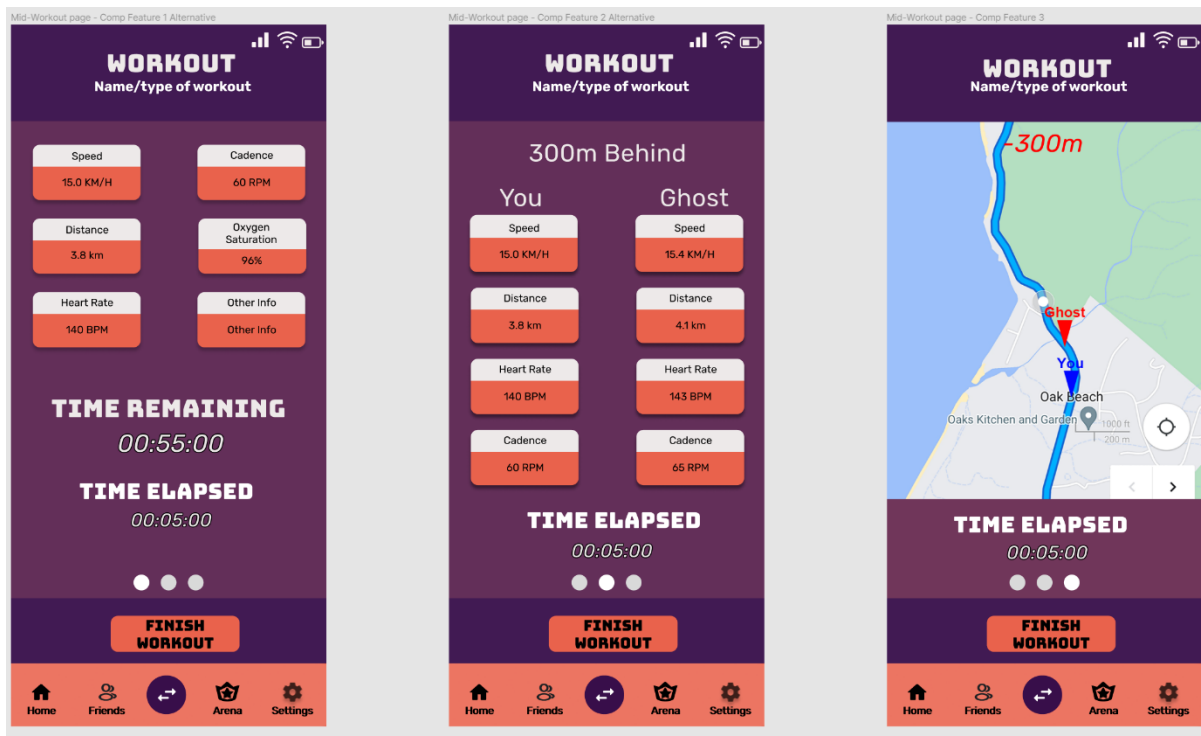 Mid-Workout page - Comp Feature 1 Alternative
WORKOUT
Name/type of workout
Speed
15.0 KM/H
Cadence
60 RPM
Distance
3.8 km
Oxygen
Saturation
96%
Heart Rate
140 BPM
Other Info
Other Info
TIME REMAINING
00:55:00
TIME ELAPSED
00:05:00
FINISH
WORKOUT
Home
Friends
Arena
Settings
Mid-Workout page - Comp Feature 2 Alternative
WORKOUT
Name/type of workout
300m Behind
You
Ghost
Speed
15.0 KM/H
Speed
15.4 KM/H
Distance
3.8 km
Distance
4.1 km
Heart Rate
140 BPM
Heart Rate
143 BPM
Cadence
60 RPM
Cadence
65 RPM
TIME ELAPSED
00:05:00
FINISH
WORKOUT
Home
Friends
Arena
Settings
Mid-Workout page - Comp Feature 3
WORKOUT
Name/type of workout
-300m
Ghost
You
Oak Beach
Oaks Kitchen and Garden
1000 ft
200 m
TIME ELAPSED
00:05:00
FINISH
WORKOUT
Home
Friends
Arena
Settings